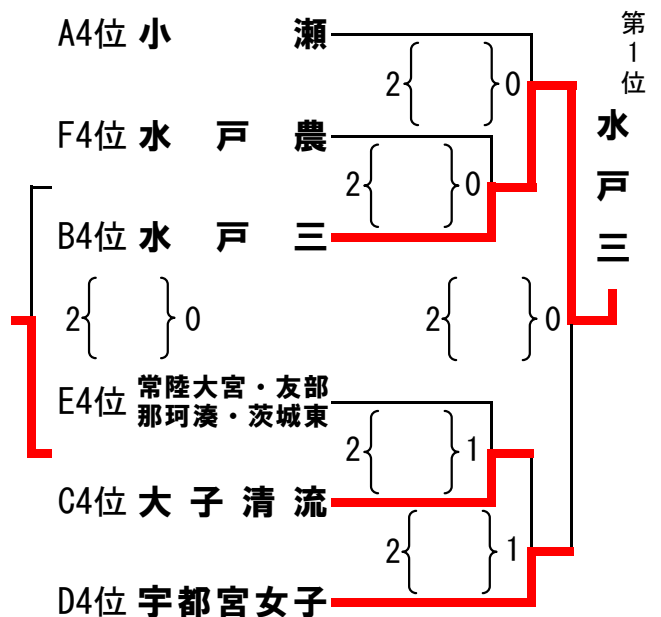 第1位
水戸三
A4位 小瀬
2 0
F4位 水戸農
2 0
B4位 水戸三
2 0
2 0
E4位 常陸大宮・友部
那珂湊・茨城東
2 1
C4位 大子清流
2 1
D4位 宇都宮女子